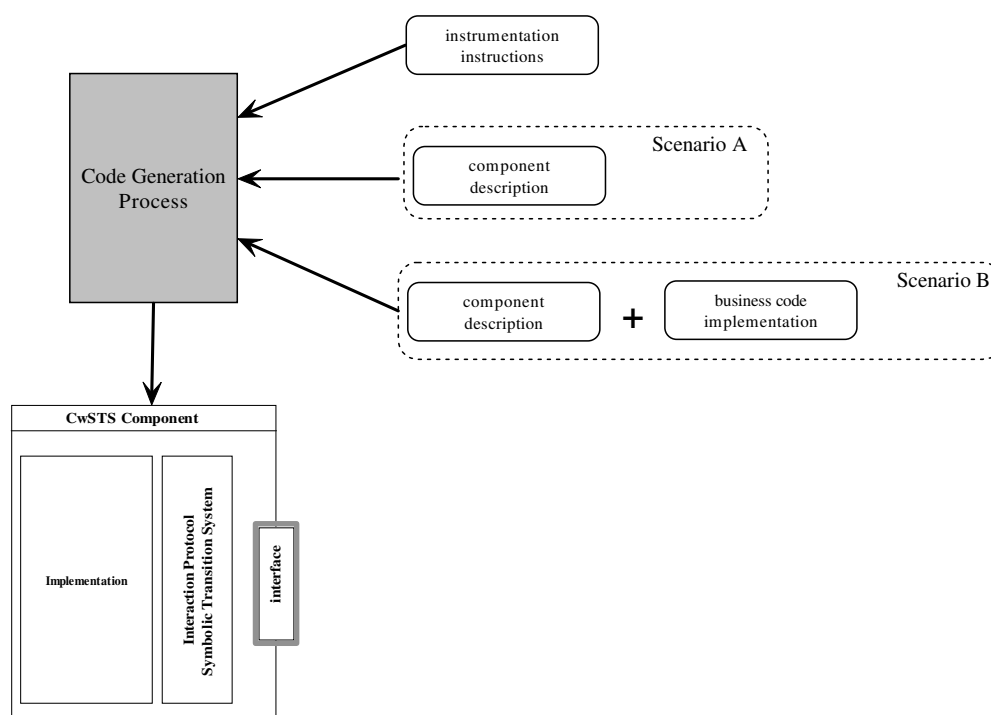 instrumentation
instructions
Code Generation
Process
Scenario A
component
description
Scenario B
component
description
+
business code
implementation
CwSTS Component
Implementation
Interaction Protocol
Symbolic Transition System
interface